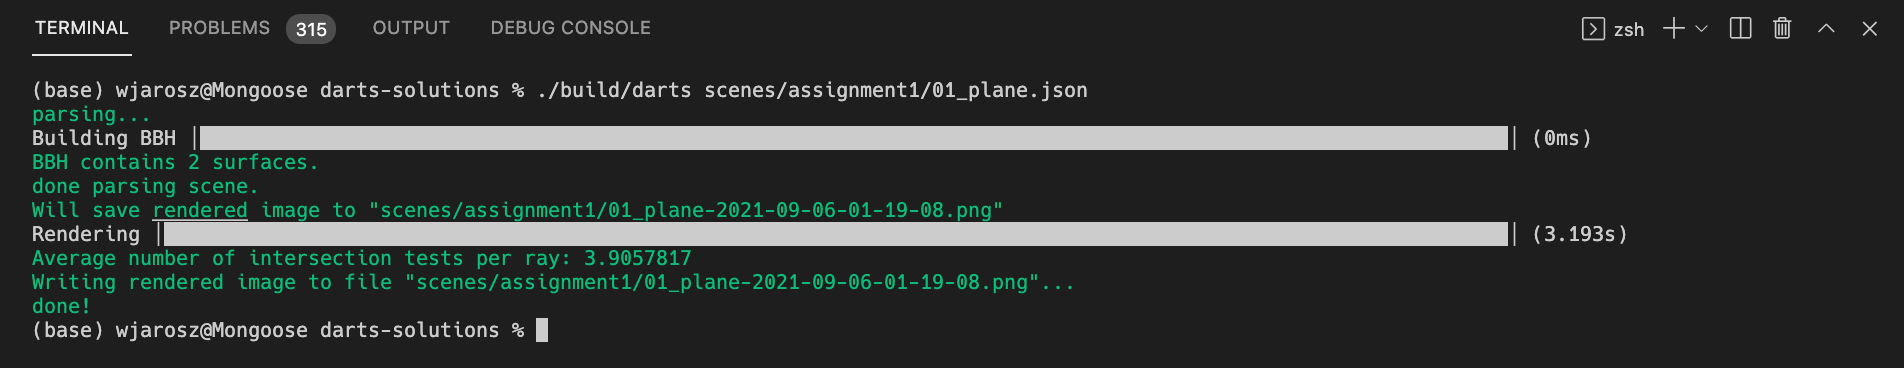 TERMINAL PROBLEMS 315 OUTPUT DEBUG CONSOLE zsh
(base) wjarosz@Mongoose darts-solutions % ./build/darts scenes/assignment1/01_plane.json
parsing...
Building BBH | | (0ms)
BBH contains 2 surfaces.
done parsing scene.
Will save rendered image to "scenes/assignment1/01_plane-2021-09-06-01-19-08.png"
Rendering | | (3.193s)
Average number of intersection tests per ray: 3.9057817
Writing rendered image to file "scenes/assignment1/01_plane-2021-09-06-01-19-08.png"...
done!
(base) wjarosz@Mongoose darts-solutions %